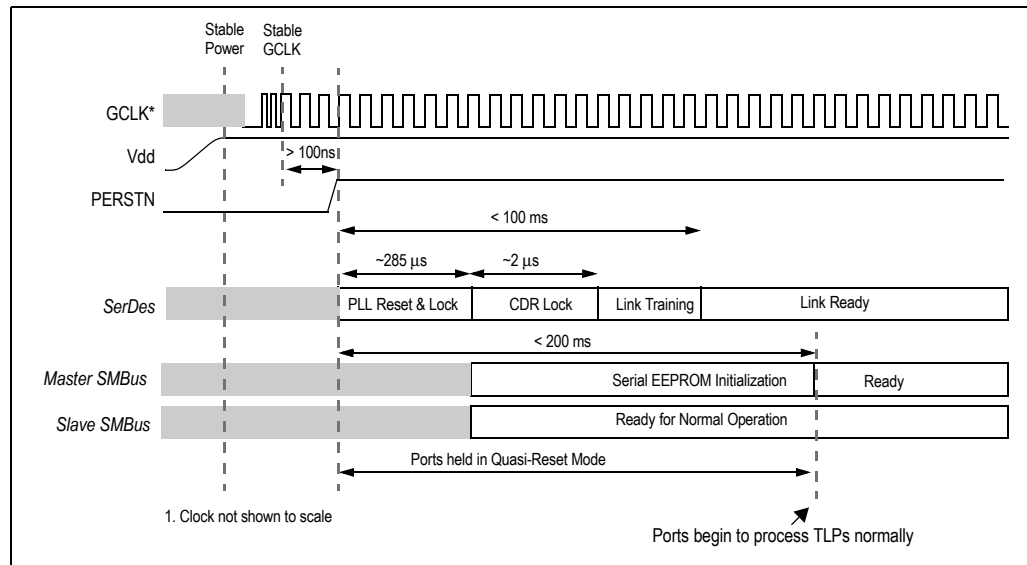 Stable Power
Stable GCLK
GCLK*
Vdd
> 100ns
PERSTN
< 100 ms
~285 μs
~2 μs
SerDes
PLL Reset & Lock
CDR Lock
Link Training
Link Ready
< 200 ms
Master SMBus
Serial EEPROM Initialization
Ready
Slave SMBus
Ready for Normal Operation
Ports held in Quasi-Reset Mode
1. Clock not shown to scale
Ports begin to process TLPs normally